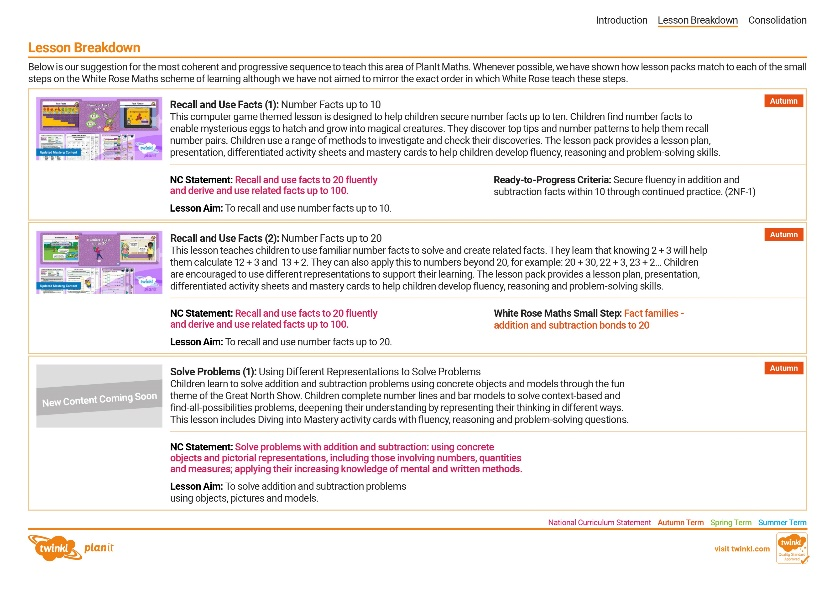 Introduction Lesson Breakdown Consolidation
Lesson Breakdown
Below is our suggestion for the most coherent and progressive sequence to teach this area of PlanIt Maths. Whenever possible, we have shown how lesson packs match to each of the small
steps on the White Rose Maths scheme of learning although we have not aimed to mirror the exact order in which White Rose teach these steps.
Autumn
Recall and Use Facts (1): Number Facts up to 10
This computer game themed lesson is designed to help children secure number facts up to ten. Children find number facts to
enable mysterious eggs to hatch and grow into magical creatures. They discover top tips and number patterns to help them recall
number pairs. Children use a range of methods to investigate and check their discoveries. The lesson pack provides a lesson plan,
presentation, differentiated activity sheets and mastery cards to help children develop fluency, reasoning and problem-solving skills.
NC Statement: Recall and use facts to 20 fluently
and derive and use related facts up to 100.
Lesson Aim: To recall and use number facts up to 10.
Ready-to-Progress Criteria: Secure fluency in addition and
subtraction facts within 10 through continued practice. (2NF-1)
Autumn
Recall and Use Facts (2): Number Facts up to 20
This lesson teaches children to use familiar number facts to solve and create related facts. They learn that knowing 2 + 3 will help
them calculate 12 + 3 and 13 + 2. They can also apply this to numbers beyond 20, for example: 20 + 30, 22 + 3, 23 + 2... Children
are encouraged to use different representations to support their learning. The lesson pack provides a lesson plan, presentation,
differentiated activity sheets and mastery cards to help children develop fluency, reasoning and problem-solving skills.
NC Statement: Recall and use facts to 20 fluently
and derive and use related facts up to 100.
Lesson Aim: To recall and use number facts up to 20.
White Rose Maths Small Step: Fact families -
addition and subtraction bonds to 20
Autumn
New Content Coming Soon
Solve Problems (1): Using Different Representations to Solve Problems
Children learn to solve addition and subtraction problems using concrete objects and models through the fun
theme of the Great North Show. Children complete number lines and bar models to solve context-based and
find-all-possibilities problems, deepening their understanding by representing their thinking in different ways.
This lesson includes Diving into Mastery activity cards with fluency, reasoning and problem-solving questions.
NC Statement: Solve problems with addition and subtraction: using concrete
objects and pictorial representations, including those involving numbers, quantities
and measures; applying their increasing knowledge of mental and written methods.
Lesson Aim: To solve addition and subtraction problems
using objects, pictures and models.
National Curriculum Statement Autumn Term Spring Term Summer Term
twinkl planit
visit twinkl.com
twinkl